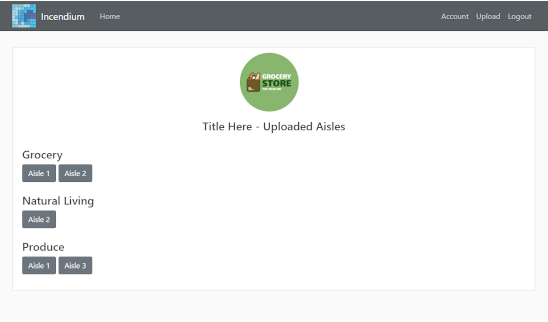 Incendium Home Account Upload Logout
GROCERY
STORE
Title Here - Uploaded Aisles
Grocery
Aisle 1 Aisle 2
Natural Living
Aisle 2
Produce
Aisle 1 Aisle 3